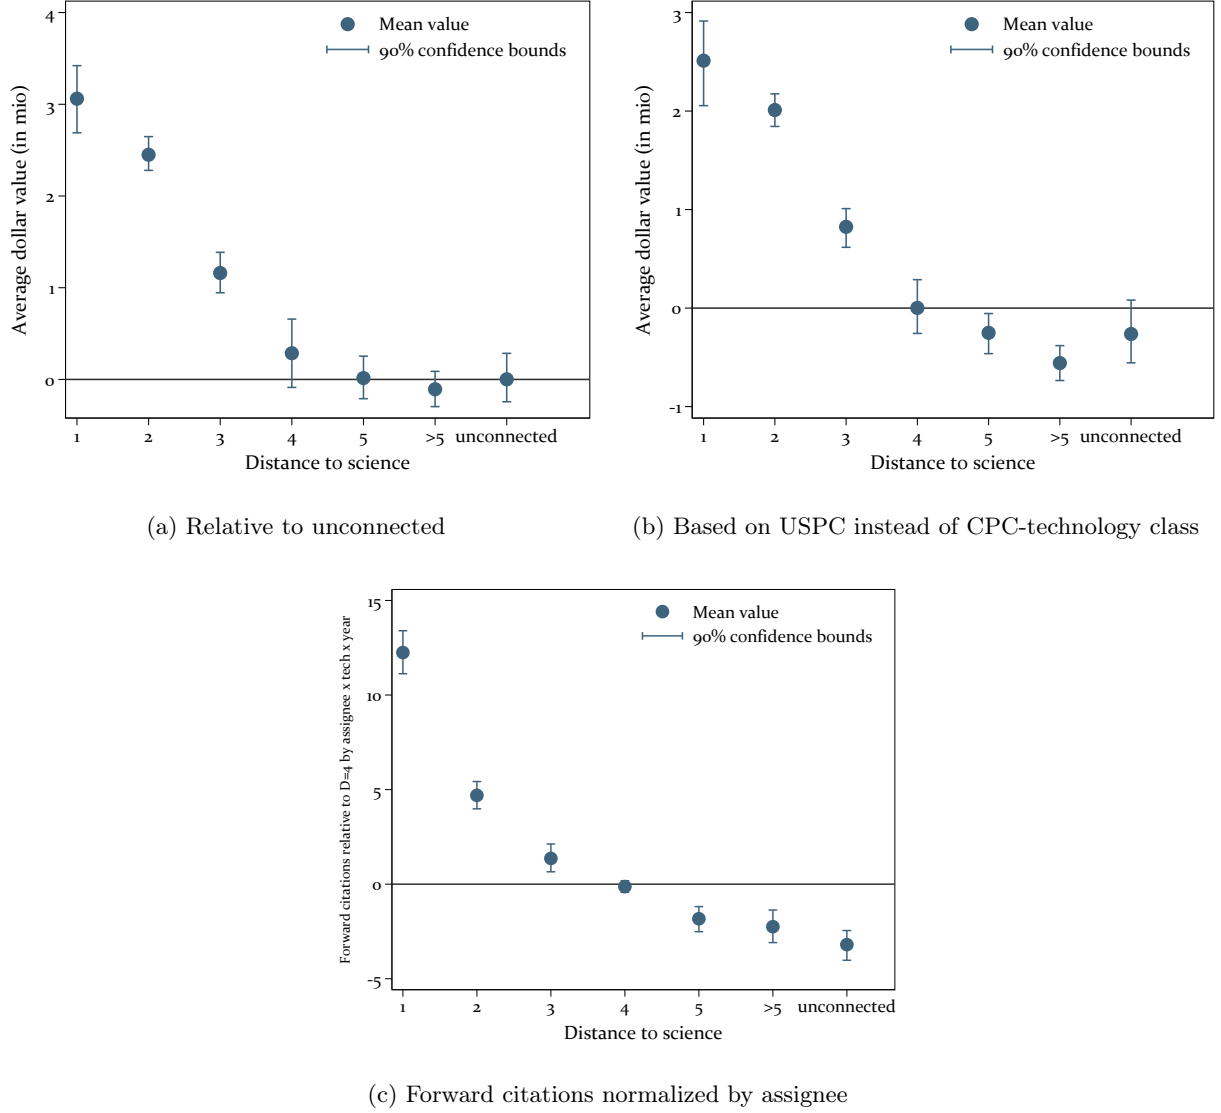 4
3
2
1
0
Average dollar value (in mio)
Mean value
90% confidence bounds
1 2 3 4 5 >5 unconnected
Distance to science
(a) Relative to unconnected
3
2
1
0
-1
Average dollar value (in mio)
Mean value
90% confidence bounds
1 2 3 4 5 >5 unconnected
Distance to science
(b) Based on USPC instead of CPC-technology class
15
10
5
0
-5
Forward citations relative to D=4 by assignee x tech x year
Mean value
90% confidence bounds
1 2 3 4 5 >5 unconnected
Distance to science
(c) Forward citations normalized by assignee